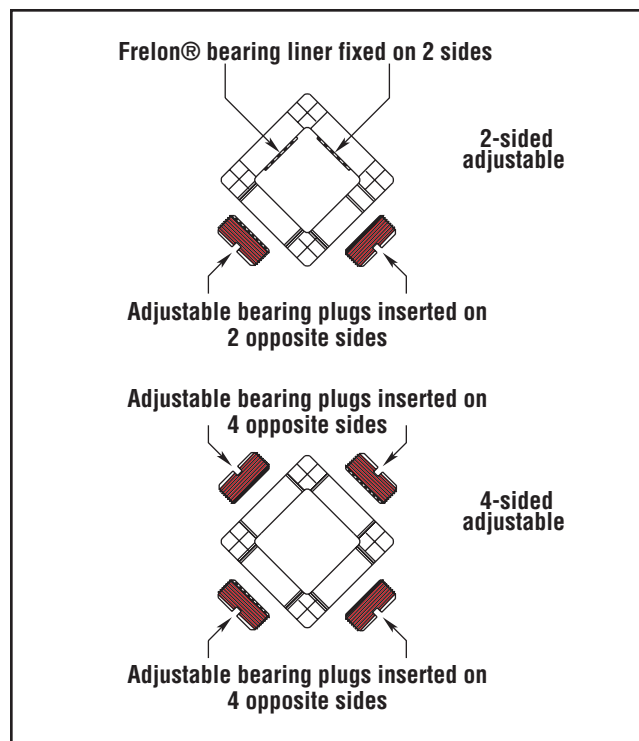 Frelon® bearing liner fixed on 2 sides
2-sided
adjustable
Adjustable bearing plugs inserted on
2 opposite sides
Adjustable bearing plugs inserted on
4 opposite sides
4-sided
adjustable
Adjustable bearing plugs inserted on
4 opposite sides